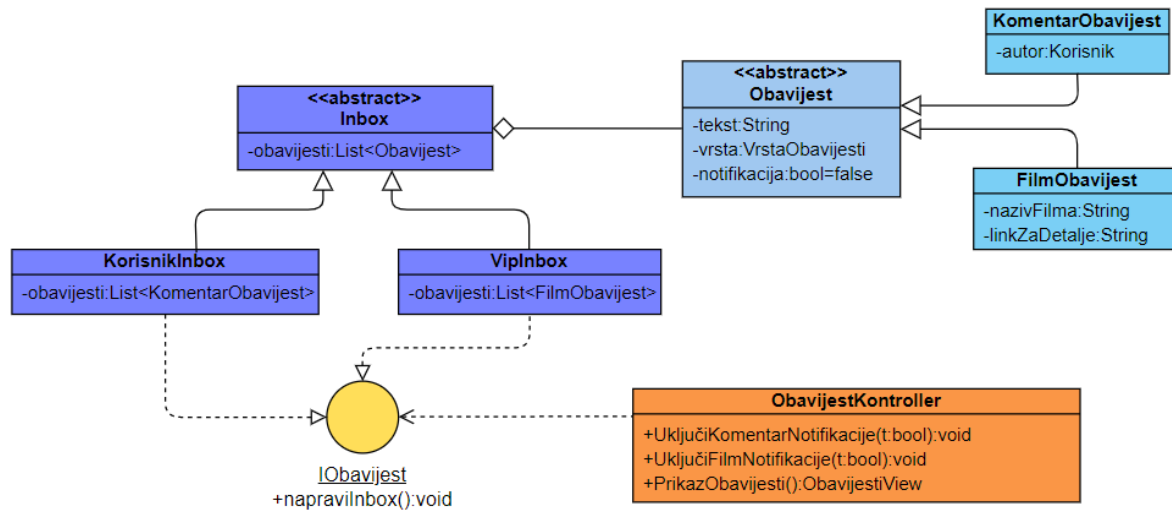 KomentarObavijest
-autor:Korisnik
<<abstract>>
Obavijest
-tekst:String
-vrsta:VrstaObavijesti
-notifikacija:bool=false
<<abstract>>
Inbox
-obavijesti:List<Obavijest>
FilmObavijest
-nazivFilma:String
-linkZaDetalje:String
KorisnikInbox
-obavijesti:List<KomentarObavijest>
VipInbox
-obavijesti:List<FilmObavijest>
IObavijest
+napraviInbox():void
ObavijestKontroller
+UključiKomentarNotifikacije(t:bool):void
+UključiFilmNotifikacije(t:bool):void
+PrikazObavijesti():ObavijestiView